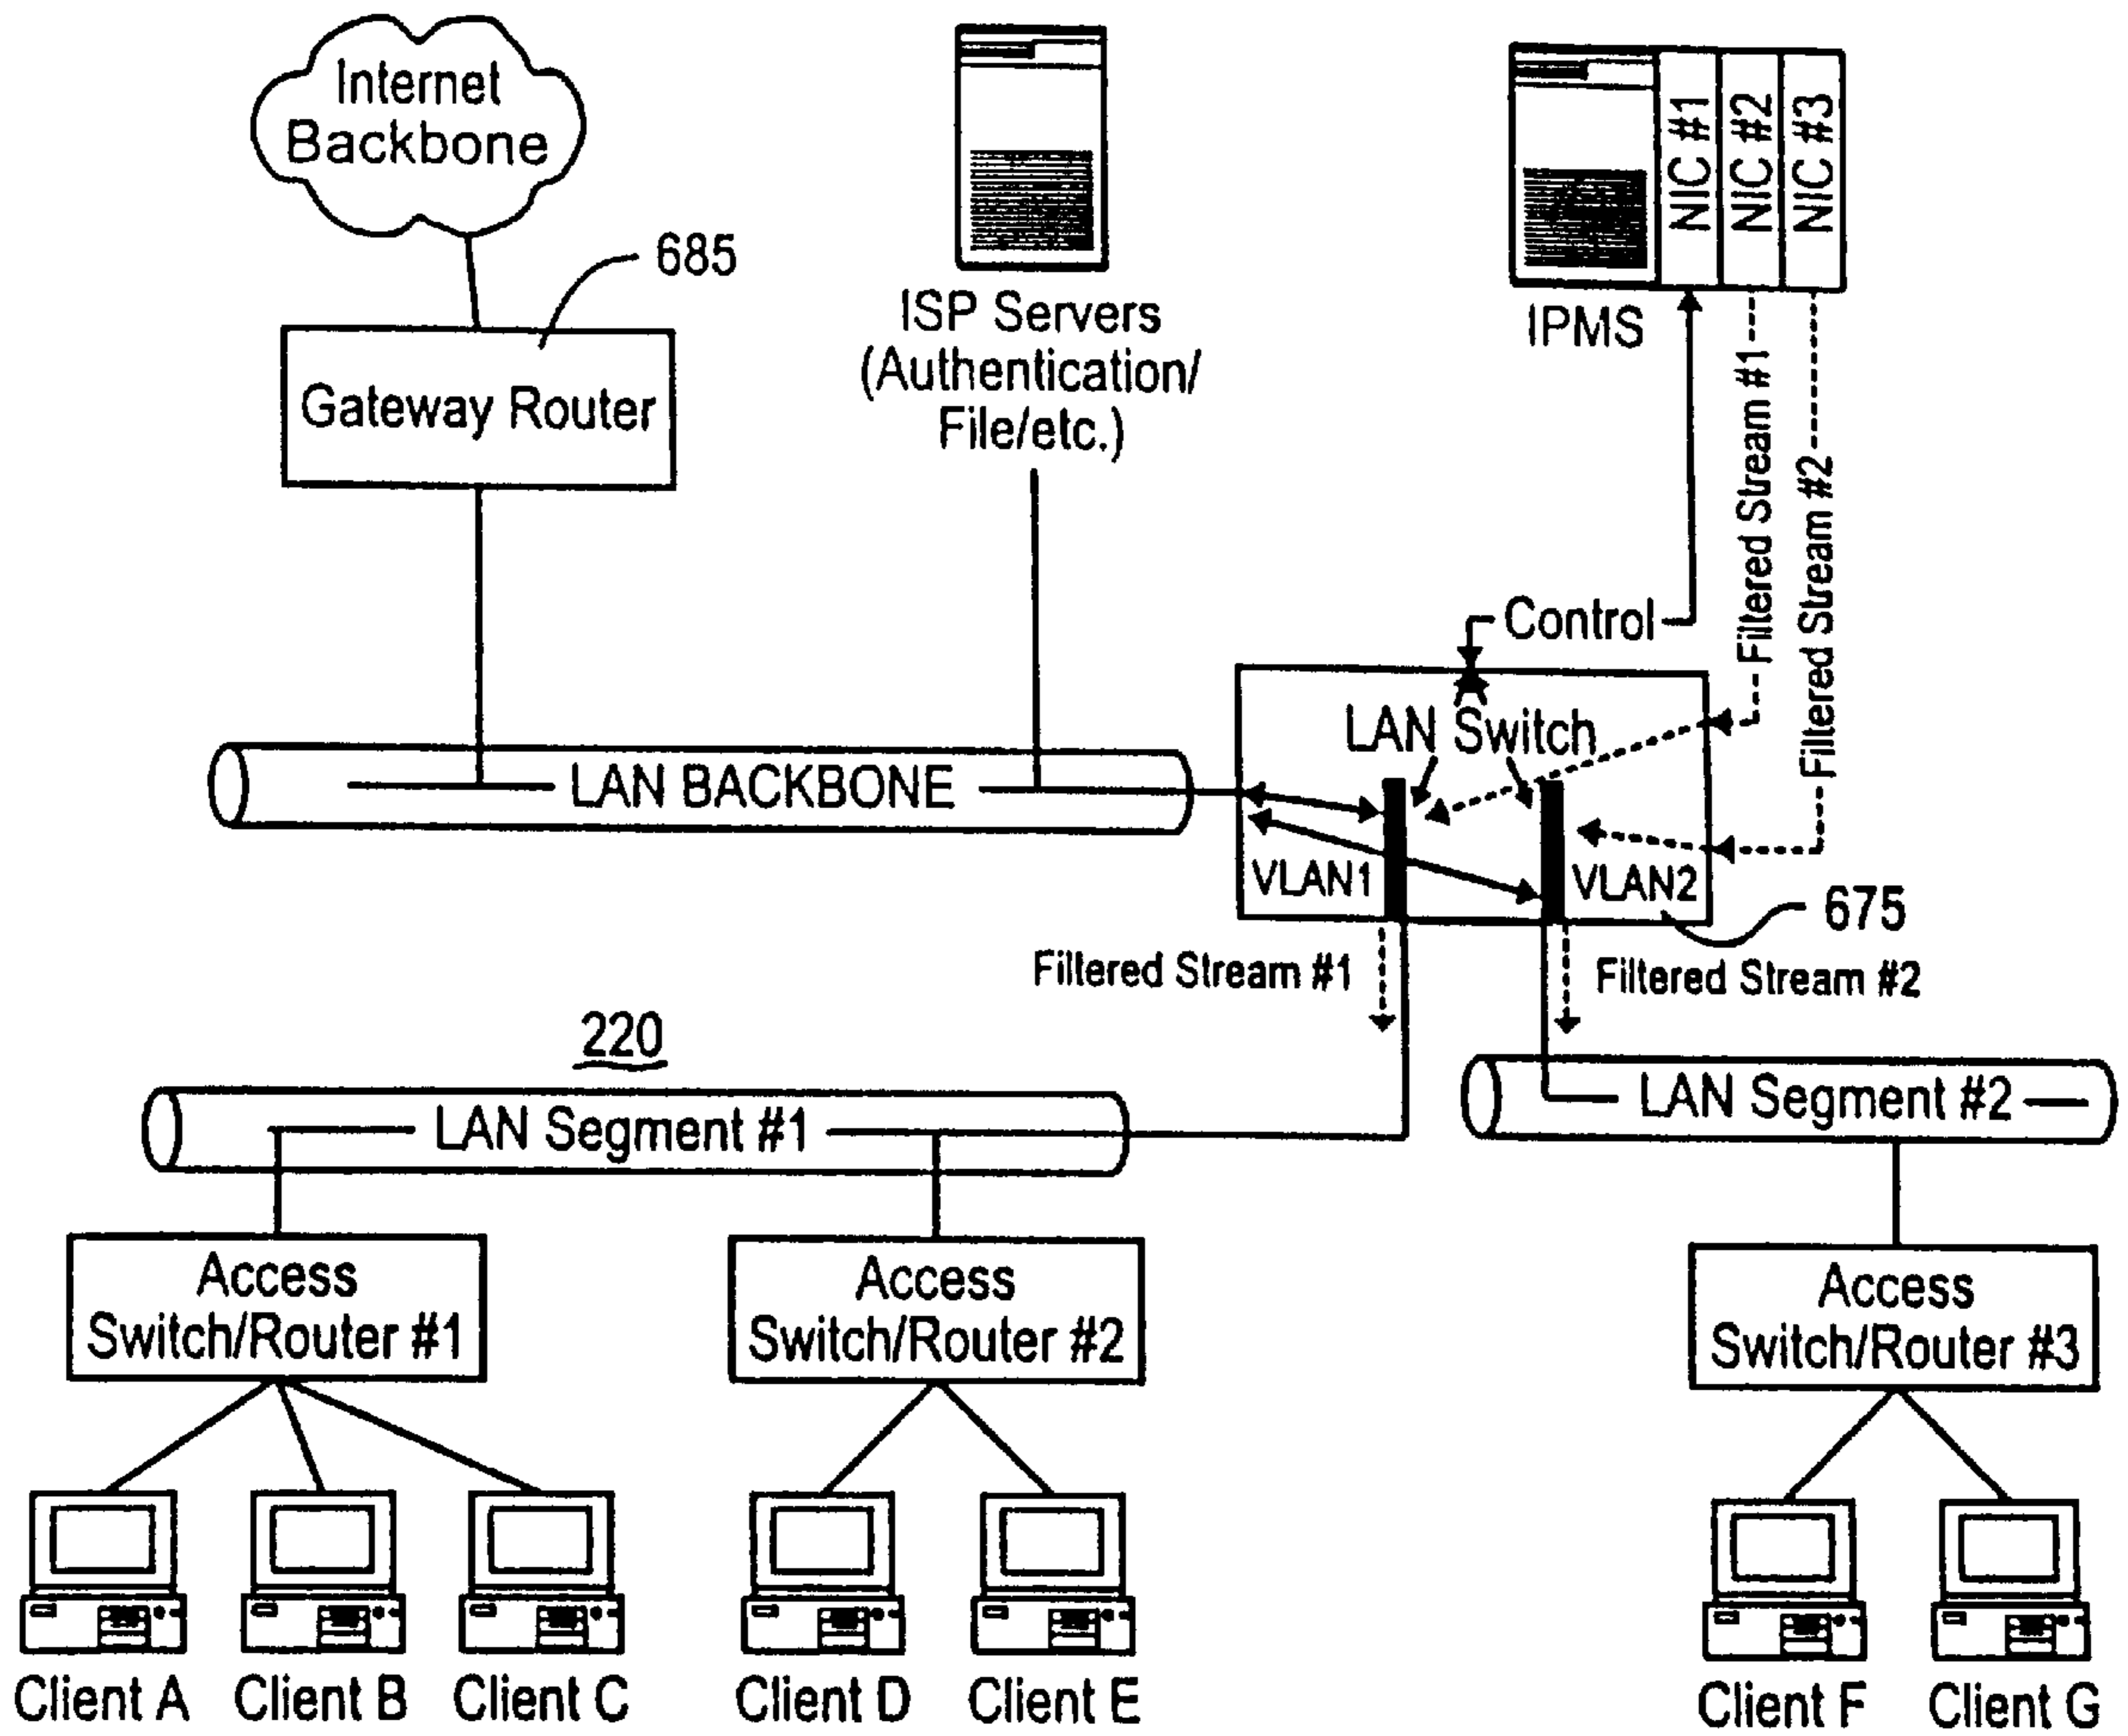 Internet
Backbone
685
Gateway Router
ISP Servers
(Authentication/
File/etc.)
IPMS
NIC #1
NIC #2
NIC #3
Filtered Stream #1
Filtered Stream #2
Control
LAN Switch
LAN BACKBONE
VLAN1
VLAN2
675
Filtered Stream #1
Filtered Stream #2
220
LAN Segment #1
LAN Segment #2
Access
Switch/Router #1
Access
Switch/Router #2
Access
Switch/Router #3
Client A
Client B
Client C
Client D
Client E
Client F
Client G